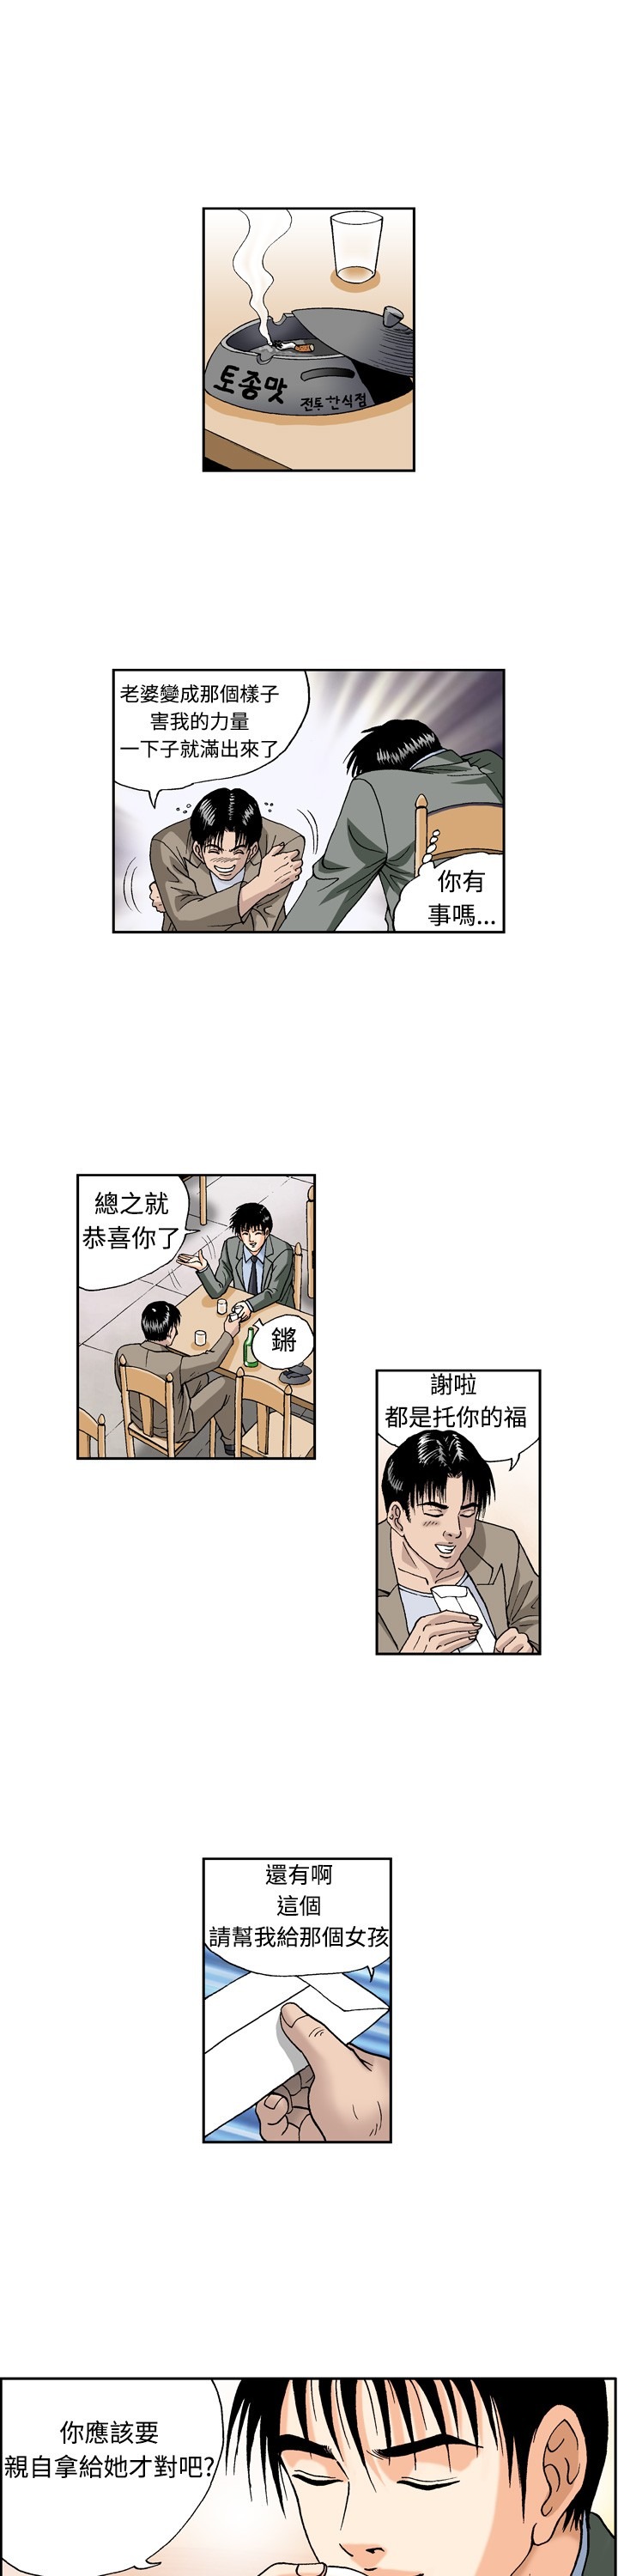 토종맛
전통한식점
老婆變成那個樣子
害我的力量
一下子就滿出來了
你有
事嗎...
總之就
恭喜你了
鏘
謝啦
都是托你的福
還有啊
這個
請幫我給那個女孩
你應該要
親自拿給她才對吧?